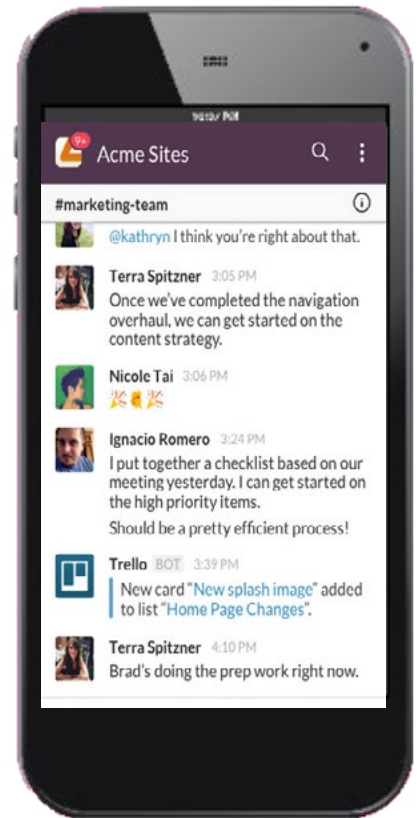 9+
Acme Sites
#marketing-team
@kathryn I think you're right about that.
Terra Spitzner 3:05 PM
Once we've completed the navigation
overhaul, we can get started on the
content strategy.
Nicole Tai 3:06 PM
Ignacio Romero 3:24 PM
I put together a checklist based on our
meeting yesterday. I can get started on
the high priority items.
Should be a pretty efficient process!
Trello BOT 3:39 PM
New card “New splash image” added
to list “Home Page Changes”.
Terra Spitzner 4:10 PM
Brad's doing the prep work right now.